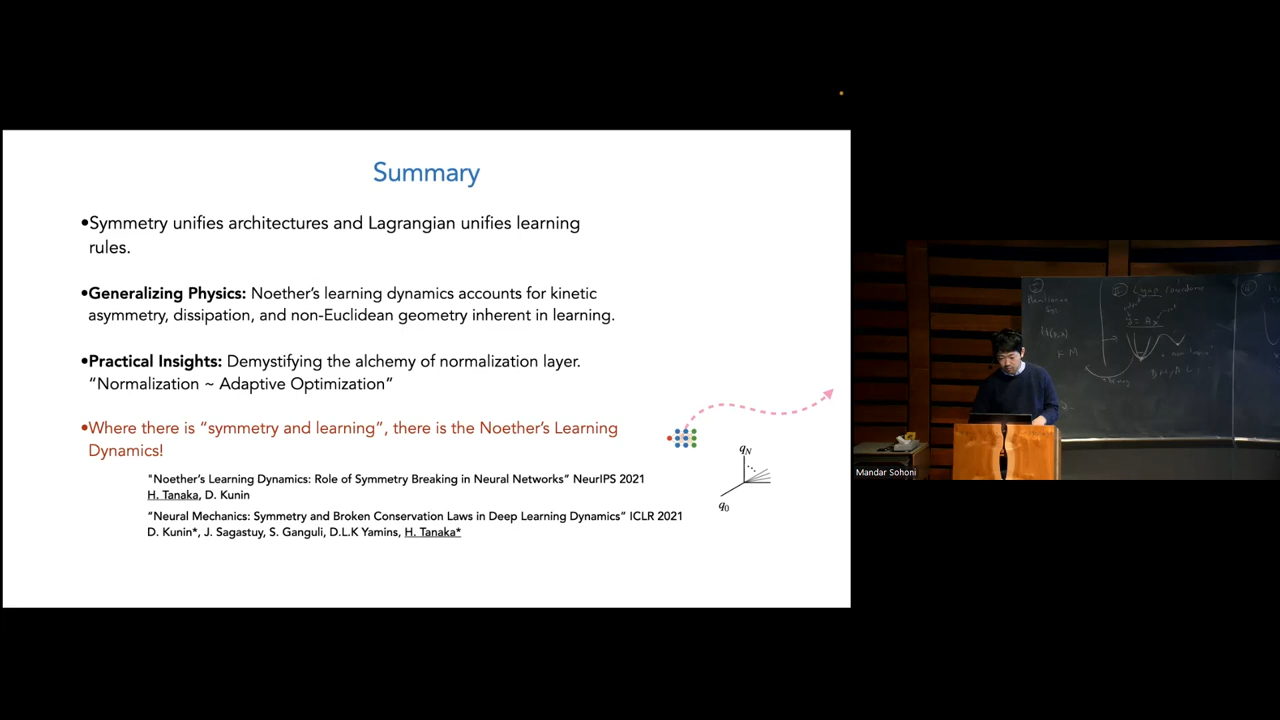 Summary
•Symmetry unifies architectures and Lagrangian unifies learning
rules.
•Generalizing Physics: Noether’s learning dynamics accounts for kinetic
asymmetry, dissipation, and non-Euclidean geometry inherent in learning.
•Practical Insights: Demystifying the alchemy of normalization layer.
“Normalization ~ Adaptive Optimization”
•Where there is “symmetry and learning”, there is the Noether’s Learning
Dynamics!
"Noether’s Learning Dynamics: Role of Symmetry Breaking in Neural Networks” NeurIPS 2021
H. Tanaka, D. Kunin
“Neural Mechanics: Symmetry and Broken Conservation Laws in Deep Learning Dynamics” ICLR 2021
D. Kunin*, J. Sagastuy, S. Ganguli, D.L.K Yamins, H. Tanaka*
qN
q0
Mandar Sohoni